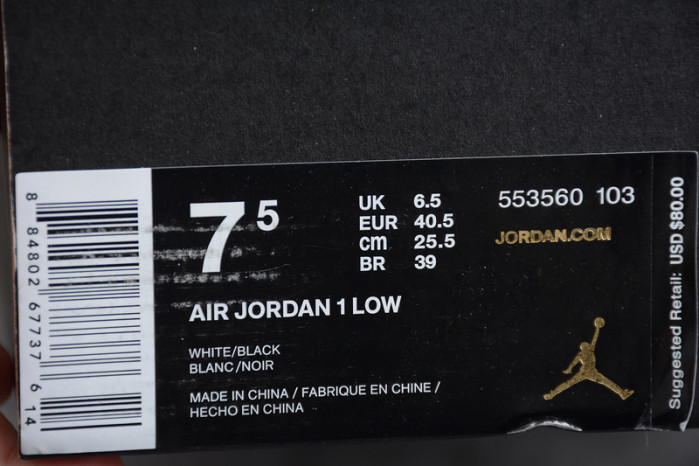 7 5
UK 6.5
EUR 40.5
cm 25.5
BR 39
553560 103
JORDAN.COM
AIR JORDAN 1 LOW
WHITE/BLACK
BLANC/NOIR
MADE IN CHINA / FABRIQUE EN CHINE /
HECHO EN CHINA
8 84802 67737 6 14
Suggested Retail: USD $80.00